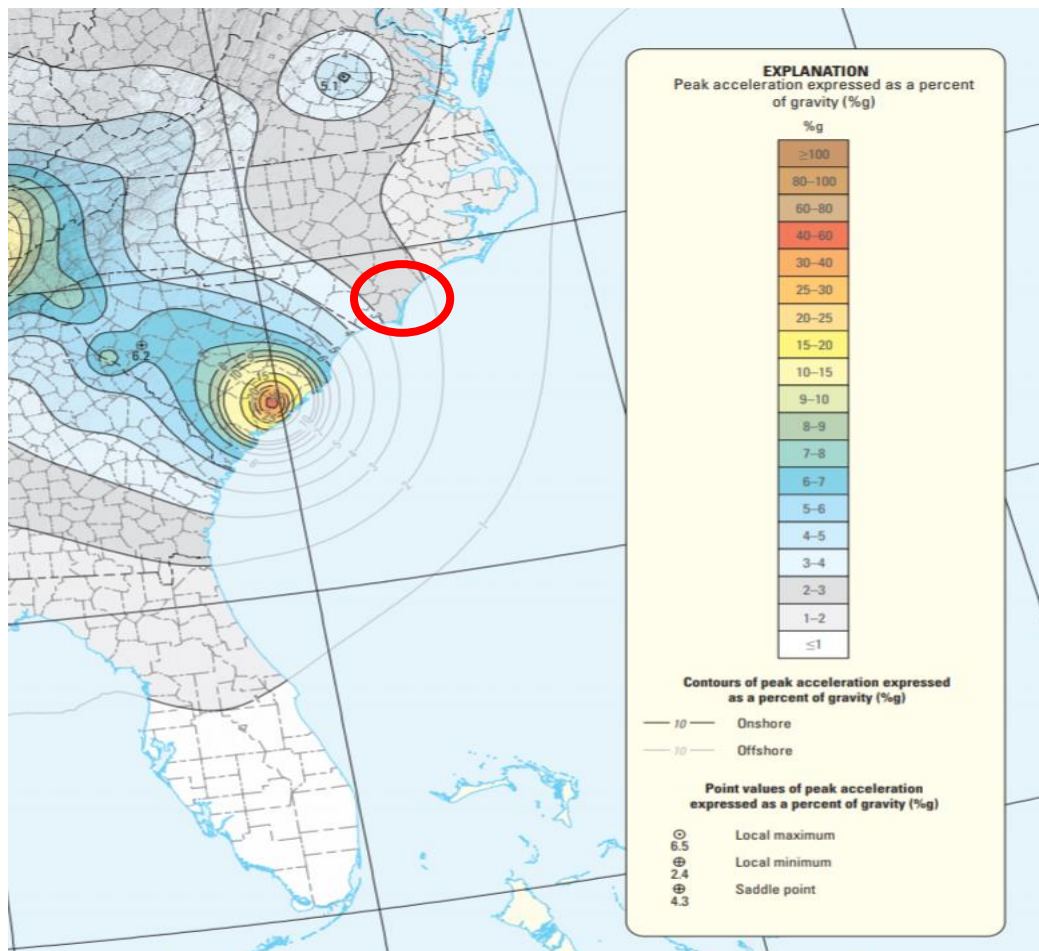 5.1
6.2
10
15
EXPLANATION
Peak acceleration expressed as a percent
of gravity (%g)
%g
≥100
80–100
60–80
40–60
30–40
25–30
20–25
15–20
10–15
9–10
8–9
7–8
6–7
5–6
4–5
3–4
2–3
1–2
≤1
Contours of peak acceleration expressed
as a percent of gravity (%g)
10 Onshore
10 Offshore
Point values of peak acceleration
expressed as a percent of gravity (%g)
Local maximum
6.5
Local minimum
2.4
Saddle point
4.3